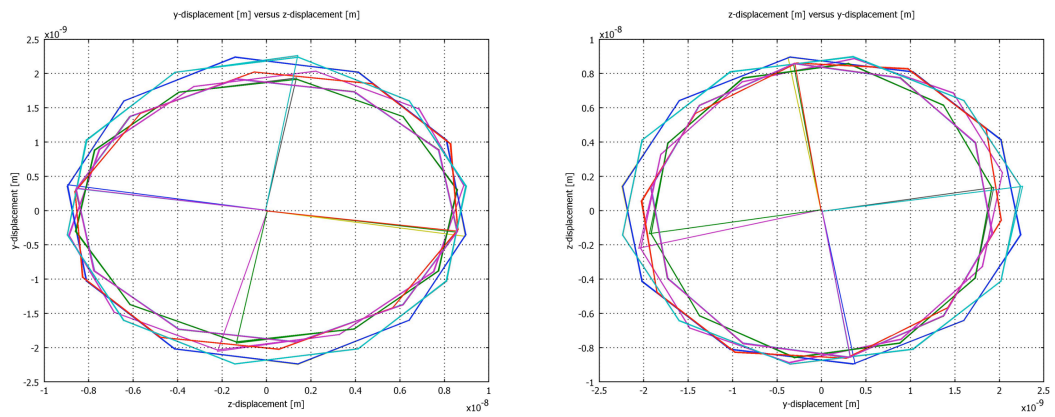 y-displacement [m] versus z-displacement [m]
x10⁻⁹
2.5
2
1.5
1
0.5
0
-0.5
-1
-1.5
-2
-2.5
y-displacement [m]
-1 -0.8 -0.6 -0.4 -0.2 0 0.2 0.4 0.6 0.8 1
x10⁻⁸
z-displacement [m]
z-displacement [m] versus y-displacement [m]
x10⁻⁸
1
0.8
0.6
0.4
0.2
0
-0.2
-0.4
-0.6
-0.8
-1
z-displacement [m]
-2.5 -2 -1.5 -1 -0.5 0 0.5 1 1.5 2 2.5
x10⁻⁹
y-displacement [m]